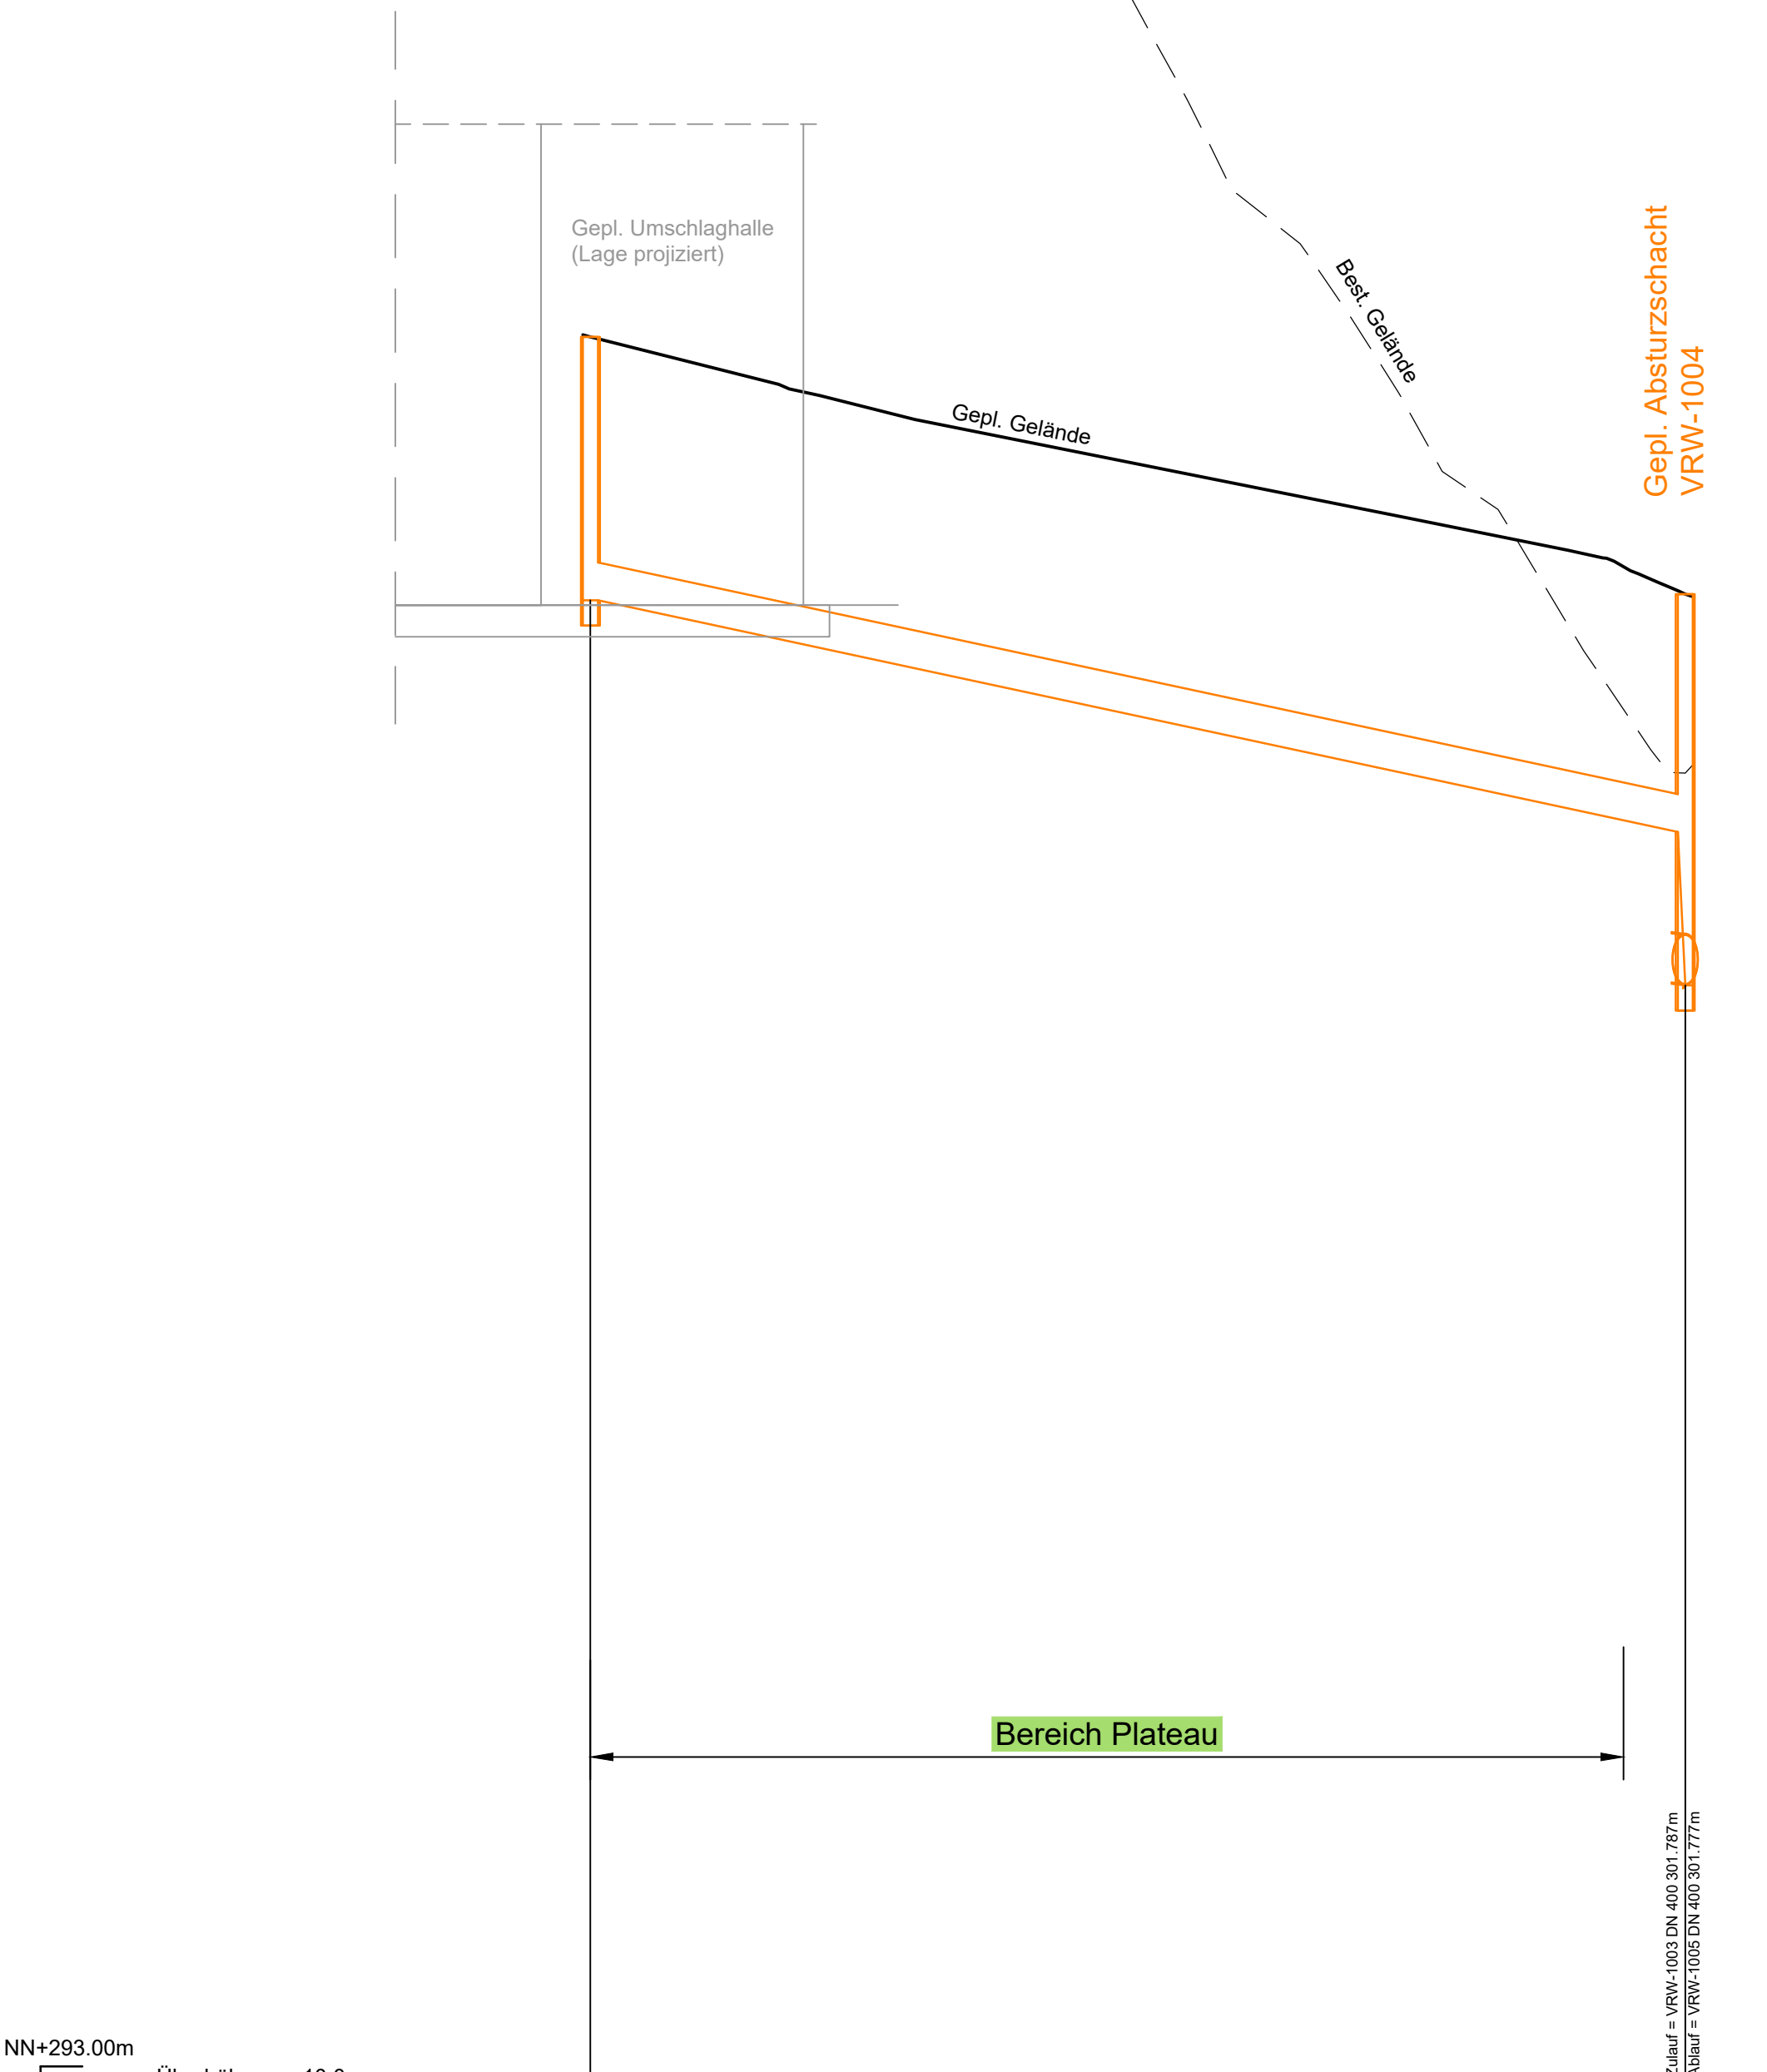 Gepl. Umschlaghalle
(Lage projiziert)
Best. Gelände
Gepl. Gelände
Gepl. Absturzschacht
VRW-1004
Bereich Plateau
Zulauf = VRW-1003 DN 400 301.787m
Ablauf = VRW-1005 DN 400 301.777m
NN+293.00m